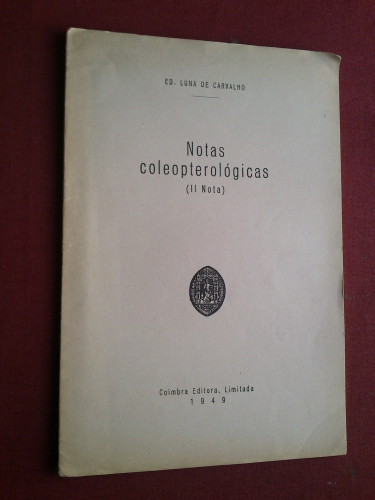 ED. LUNA DE CARVALHO
Notas
coleopterológicas
(II Nota)
Coimbra Editora, Limitada
1949